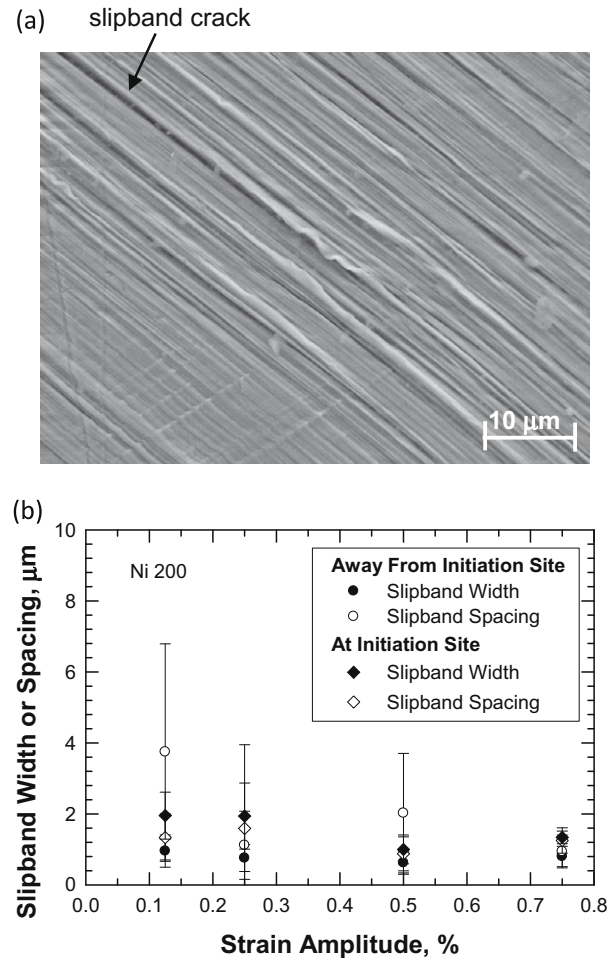 (a)
slipband crack
10 μm
(b)
10
8
6
4
2
0
Slipband Width or Spacing, μm
Ni 200
Away From Initiation Site
Slipband Width
Slipband Spacing
At Initiation Site
Slipband Width
Slipband Spacing
0.0 0.1 0.2 0.3 0.4 0.5 0.6 0.7 0.8
Strain Amplitude, %